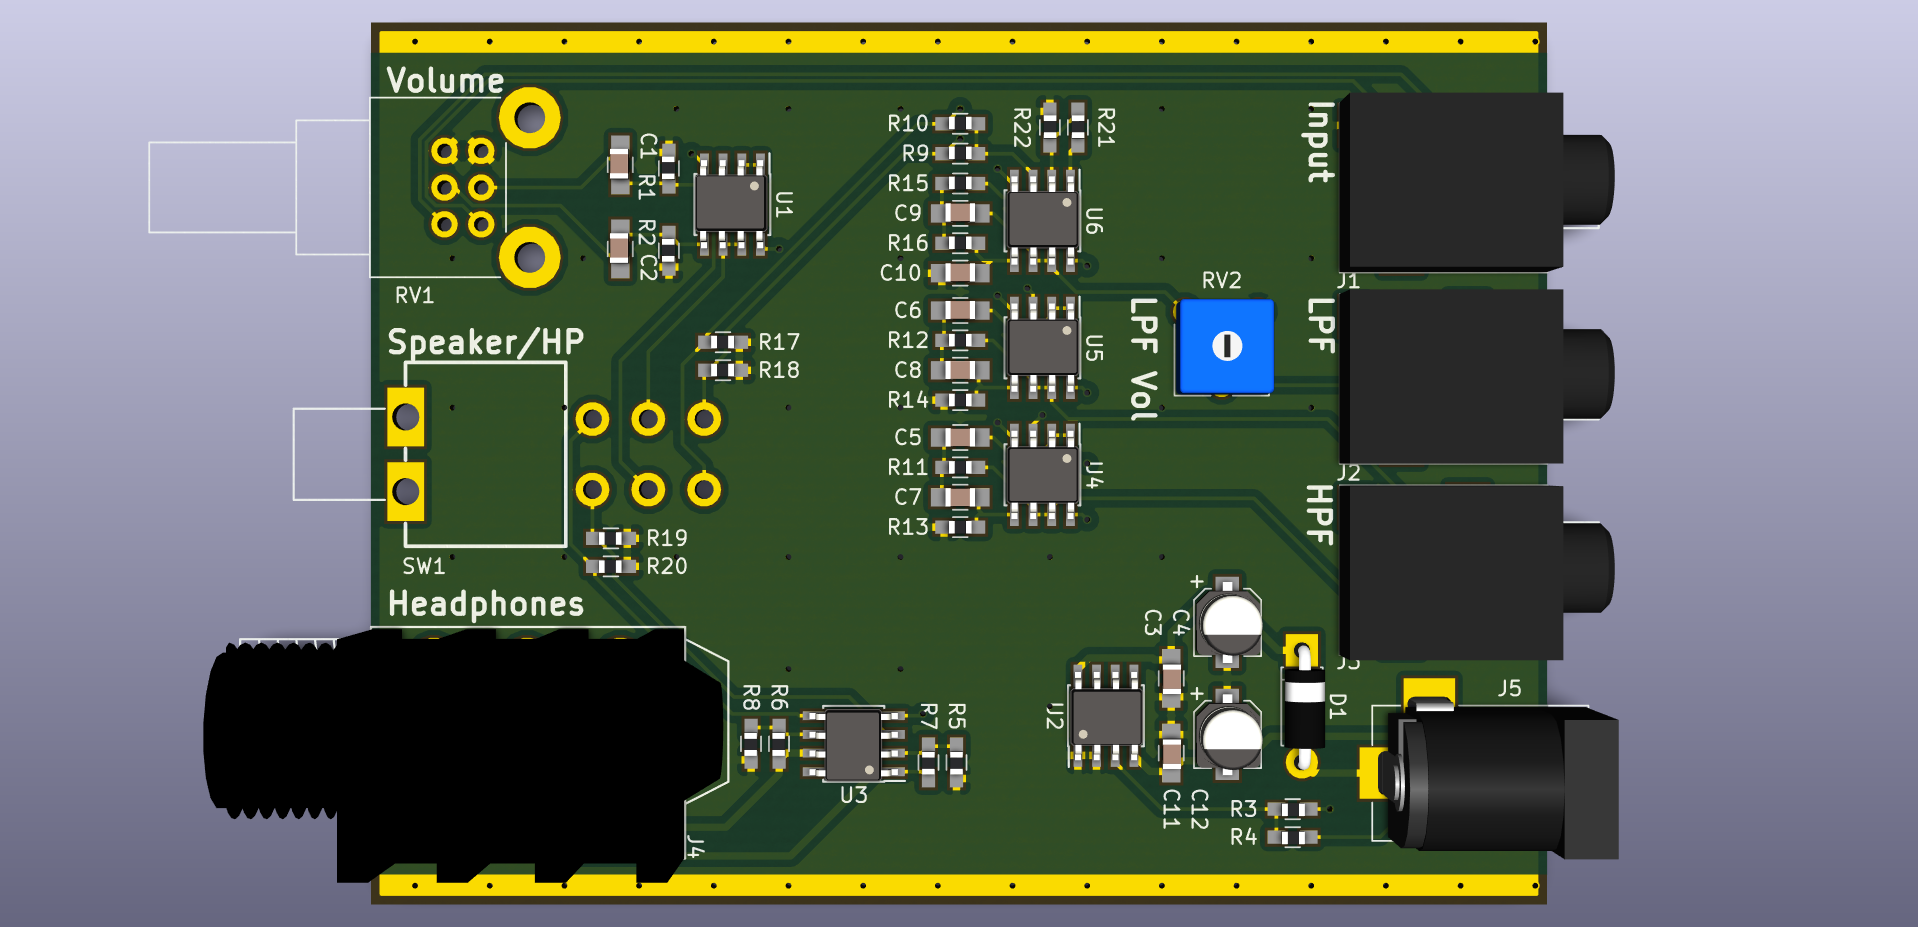 Volume
RV1
C1
R1
R2
C2
U1
R10
R9
R15
C9
R16
C10
C6
R12
C8
R14
C5
R11
C7
R13
R22
R21
U6
U5
U4
Input
J1
RV2
LPF Vol
LPF
J2
HPF
J3
Speaker/HP
SW1
R17
R18
R19
R20
Headphones
J4
R8
R6
U3
R7
R5
U2
+
C3
C4
+
C11
C12
D1
R3
R4
J5